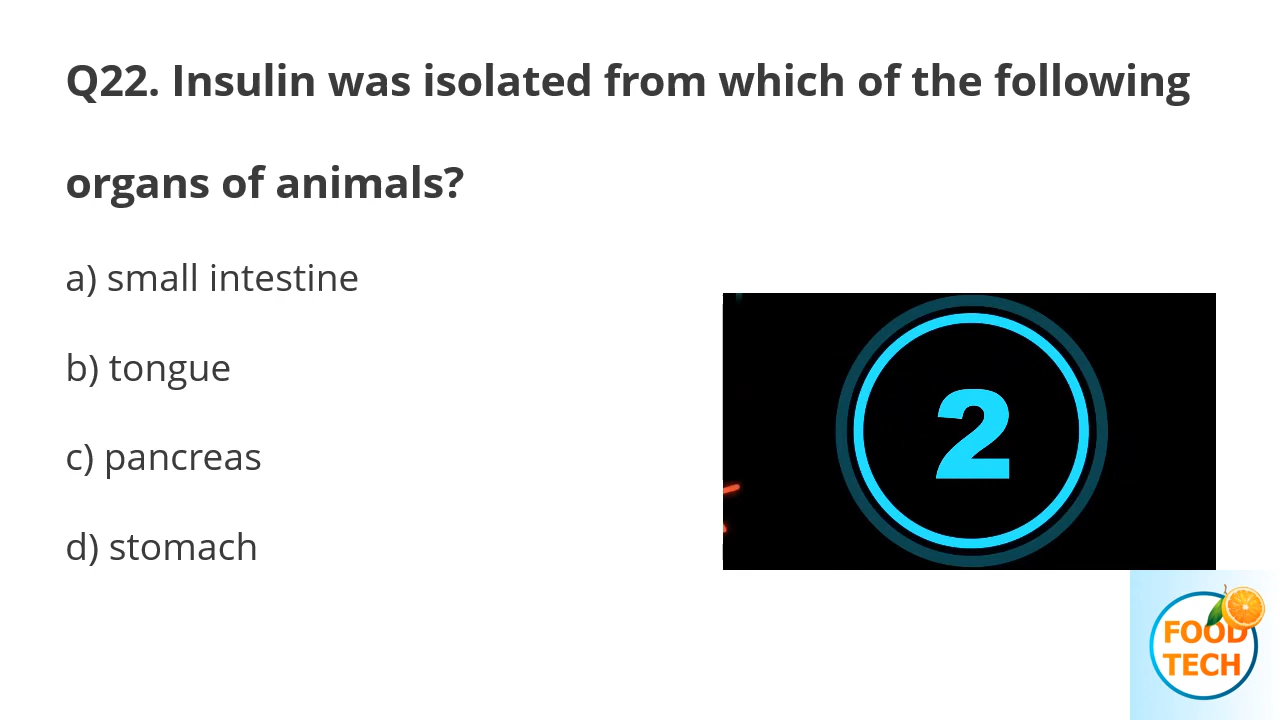 Q22. Insulin was isolated from which of the following
organs of animals?
a) small intestine
b) tongue
c) pancreas
d) stomach
2
FOOD
TECH